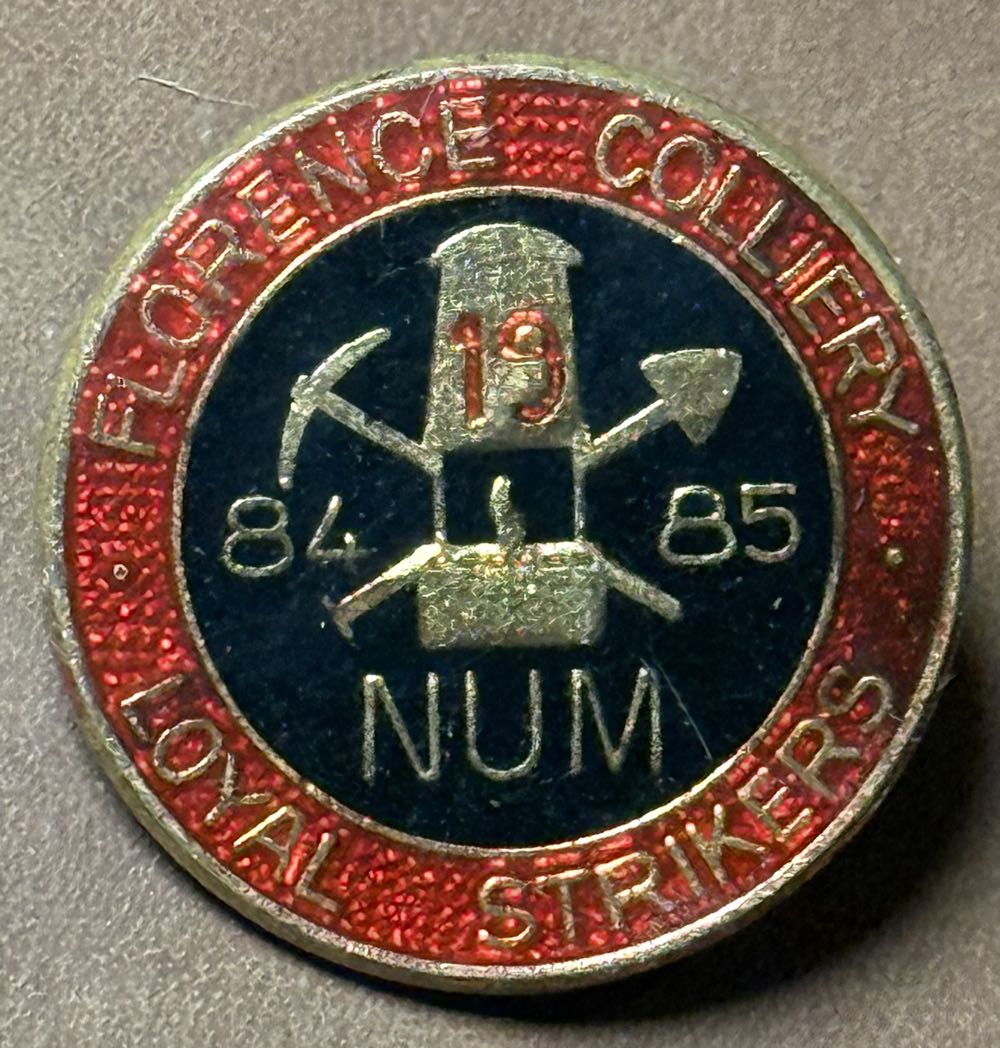 FLORENCE COLLIERY
19
84 85
NUM
LOYAL STRIKERS